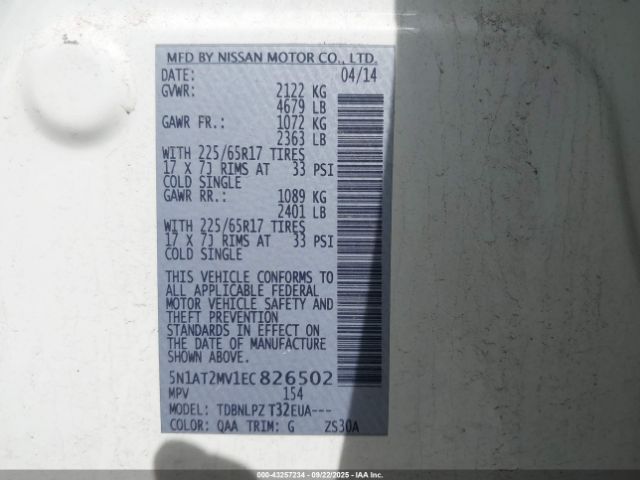 MFD BY NISSAN MOTOR CO., LTD.
DATE: 04/14
GVWR: 2122 KG
4679 LB
GAWR FR.: 1072 KG
2363 LB
WITH 225/65R17 TIRES
17 X 7J RIMS AT 33 PSI
COLD SINGLE
GAWR RR.: 1089 KG
2401 LB
WITH 225/65R17 TIRES
17 X 7J RIMS AT 33 PSI
COLD SINGLE
THIS VEHICLE CONFORMS TO
ALL APPLICABLE FEDERAL
MOTOR VEHICLE SAFETY AND
THEFT PREVENTION
STANDARDS IN EFFECT ON
THE DATE OF MANUFACTURE
SHOWN ABOVE.
5N1AT2MV1EC826502
MPV 154
MODEL: TDBNLPZ T32EUA---
COLOR: QAA TRIM: G ZS30A
000-43257234 - 09/22/2025 - IAAI.COM